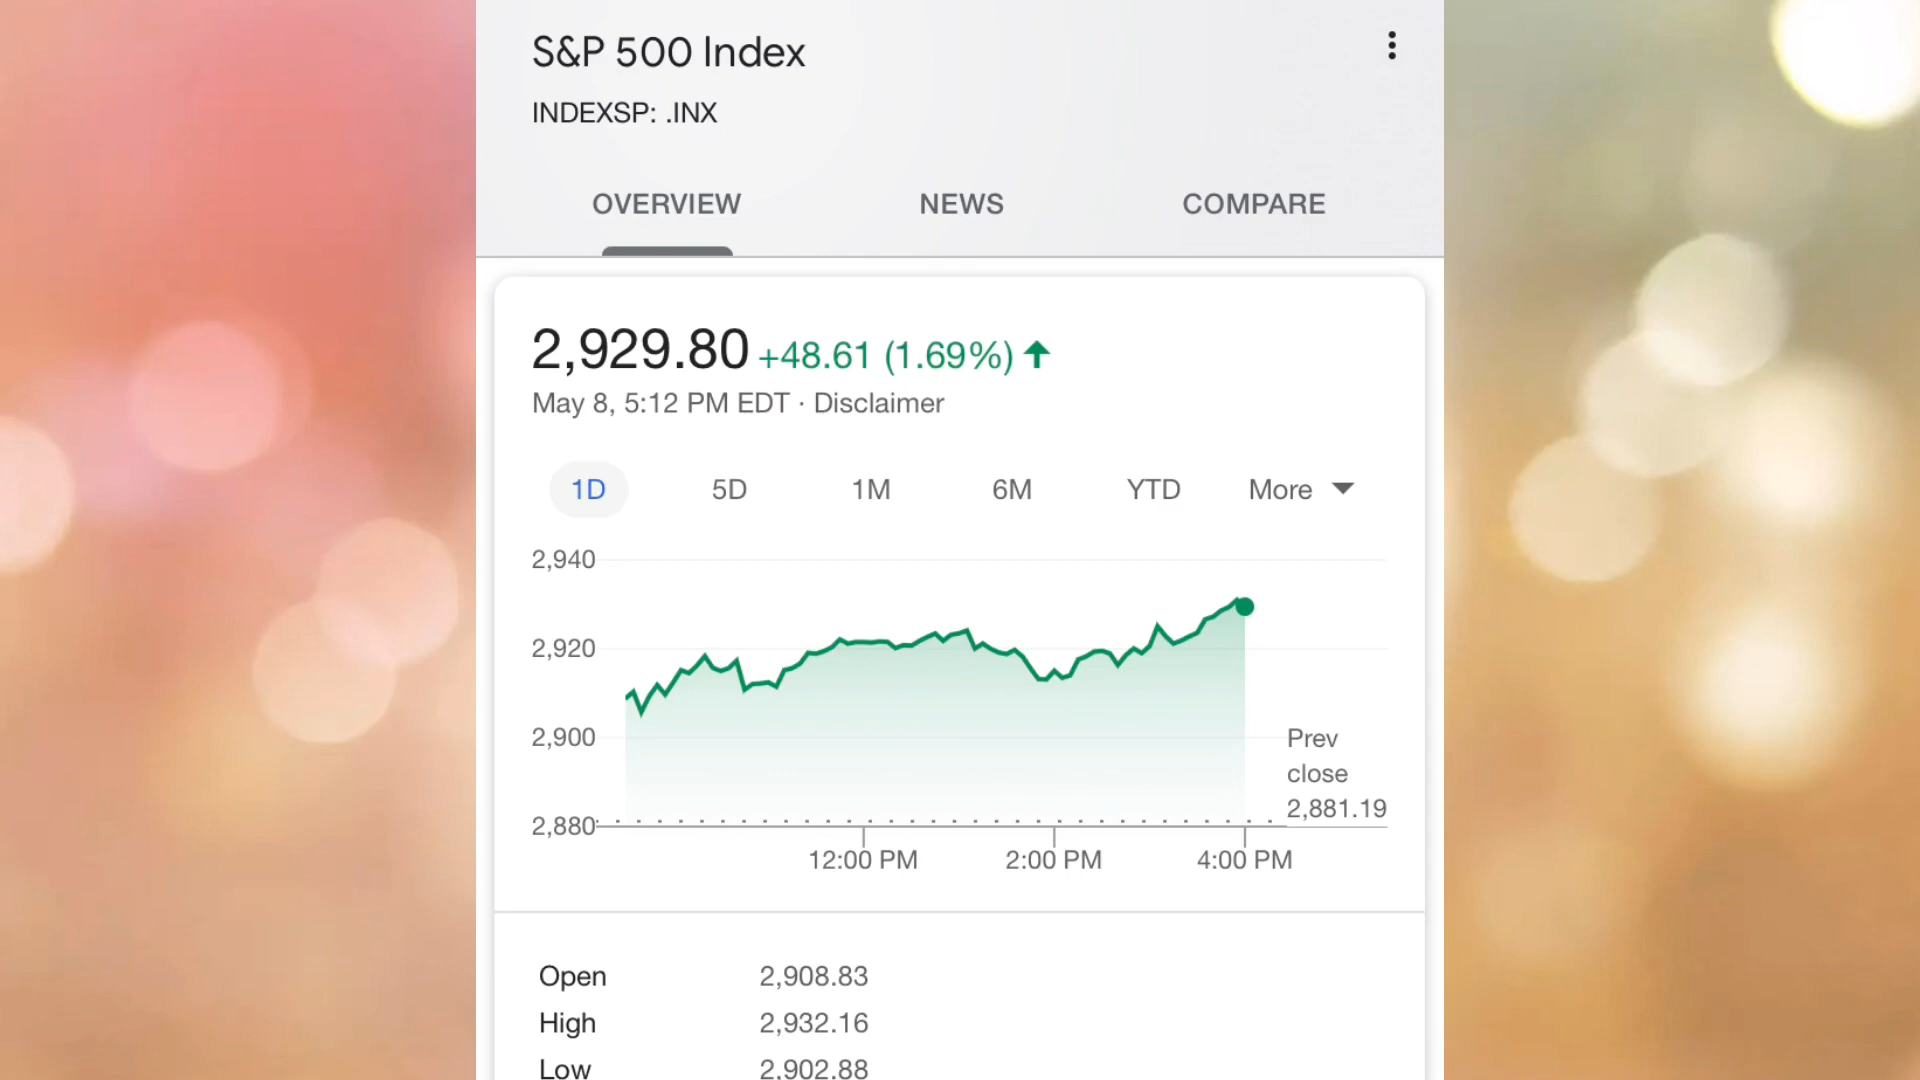 S&P 500 Index
INDEXSP: .INX
OVERVIEW NEWS COMPARE
2,929.80 +48.61 (1.69%)
May 8, 5:12 PM EDT · Disclaimer
1D 5D 1M 6M YTD More
2,940
2,920
2,900
Prev
close
2,881.19
2,880
12:00 PM 2:00 PM 4:00 PM
Open 2,908.83
High 2,932.16
Low 2,902.88